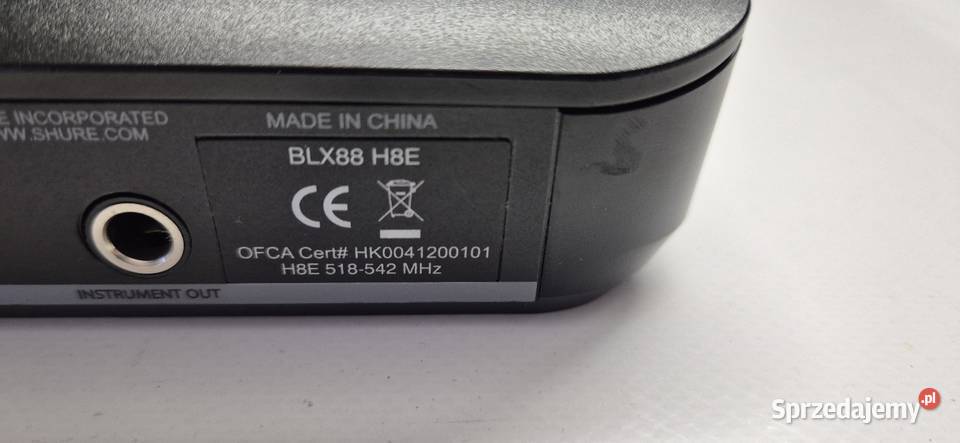 E INCORPORATED
WW.SHURE.COM
MADE IN CHINA
BLX88 H8E
CE
OFCA Cert# HK0041200101
H8E 518-542 MHz
INSTRUMENT OUT
Sprzedajemy.pl